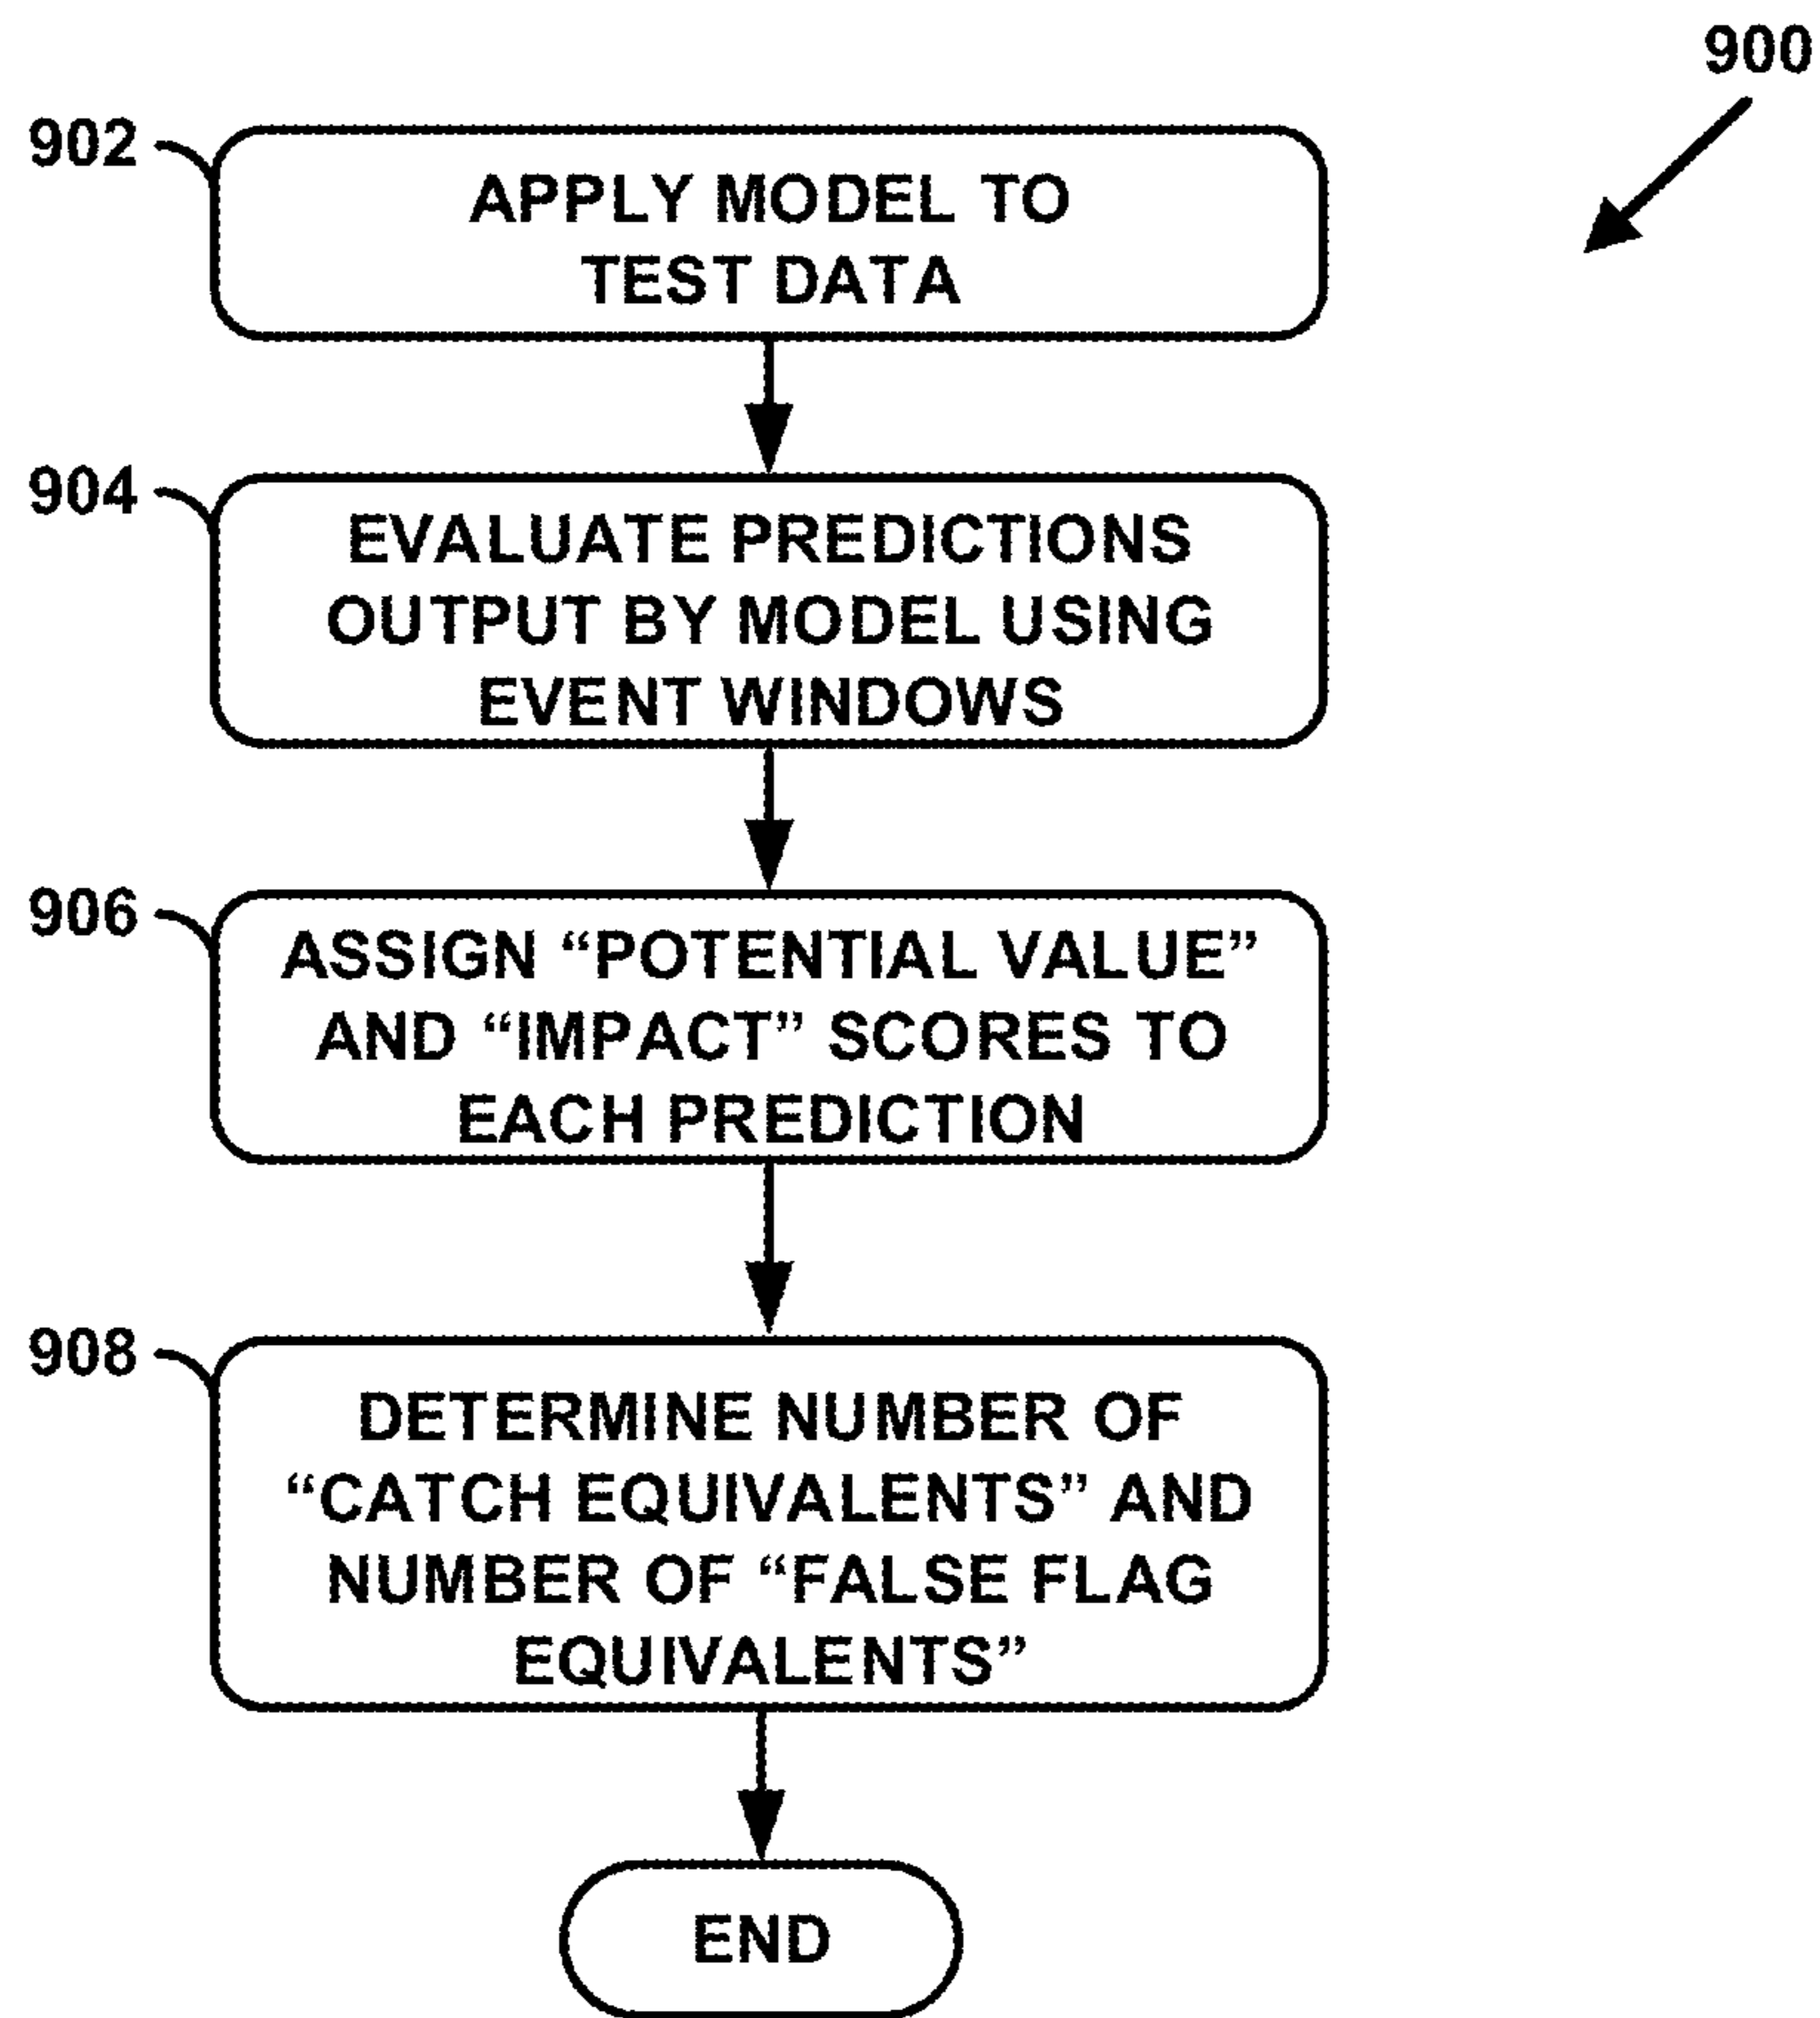 900
902
APPLY MODEL TO
TEST DATA
904
EVALUATE PREDICTIONS
OUTPUT BY MODEL USING
EVENT WINDOWS
906
ASSIGN “POTENTIAL VALUE”
AND “IMPACT” SCORES TO
EACH PREDICTION
908
DETERMINE NUMBER OF
“CATCH EQUIVALENTS” AND
NUMBER OF “FALSE FLAG
EQUIVALENTS”
END